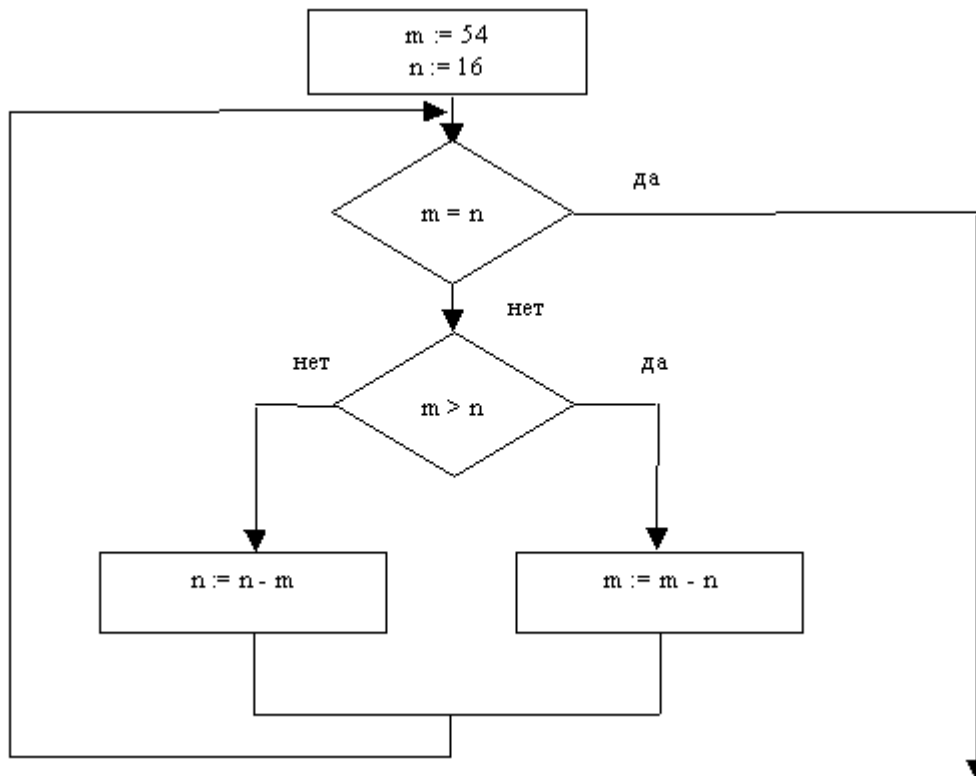 m := 54
n := 16
да
m = n
нет
нет
да
m > n
n := n - m
m := m - n